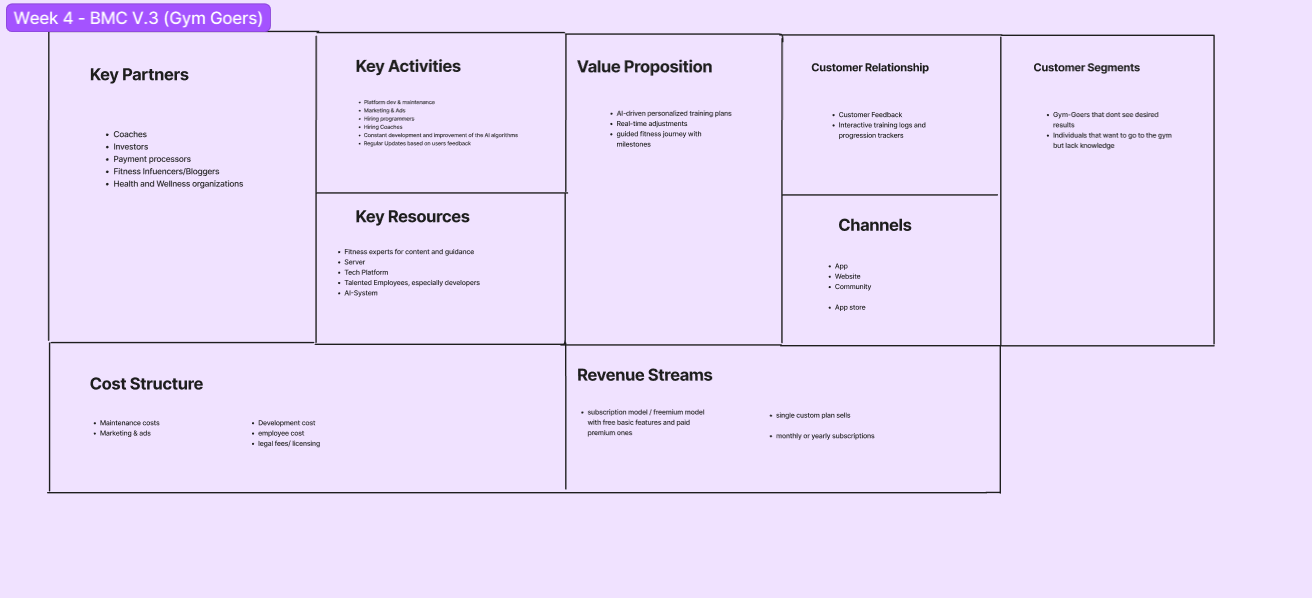 Week 4 - BMC V.3 (Gym Goers)
Key Partners
Coaches
Investors
Payment processors
Fitness Infuencers/Bloggers
Health and Wellness organizations
Key Activities
Platform dev & maintenance
Marketing & Ads
Hiring programmers
Hiring Coaches
Constant development and improvement of the AI algorithms
Regular Updates based on users feedback
Key Resources
Fitness experts for content and guidance
Server
Tech Platform
Talented Employees, especially developers
AI-System
Value Proposition
AI-driven personalized training plans
Real-time adjustments
guided fitness journey with
milestones
Customer Relationship
Customer Feedback
Interactive training logs and
progression trackers
Channels
App
Website
Community
App store
Customer Segments
Gym-Goers that dont see desired
results
Individuals that want to go to the gym
but lack knowledge
Cost Structure
Maintenance costs
Marketing & ads
Development cost
employee cost
legal fees/ licensing
Revenue Streams
subscription model / freemium model
with free basic features and paid
premium ones
single custom plan sells
monthly or yearly subscriptions